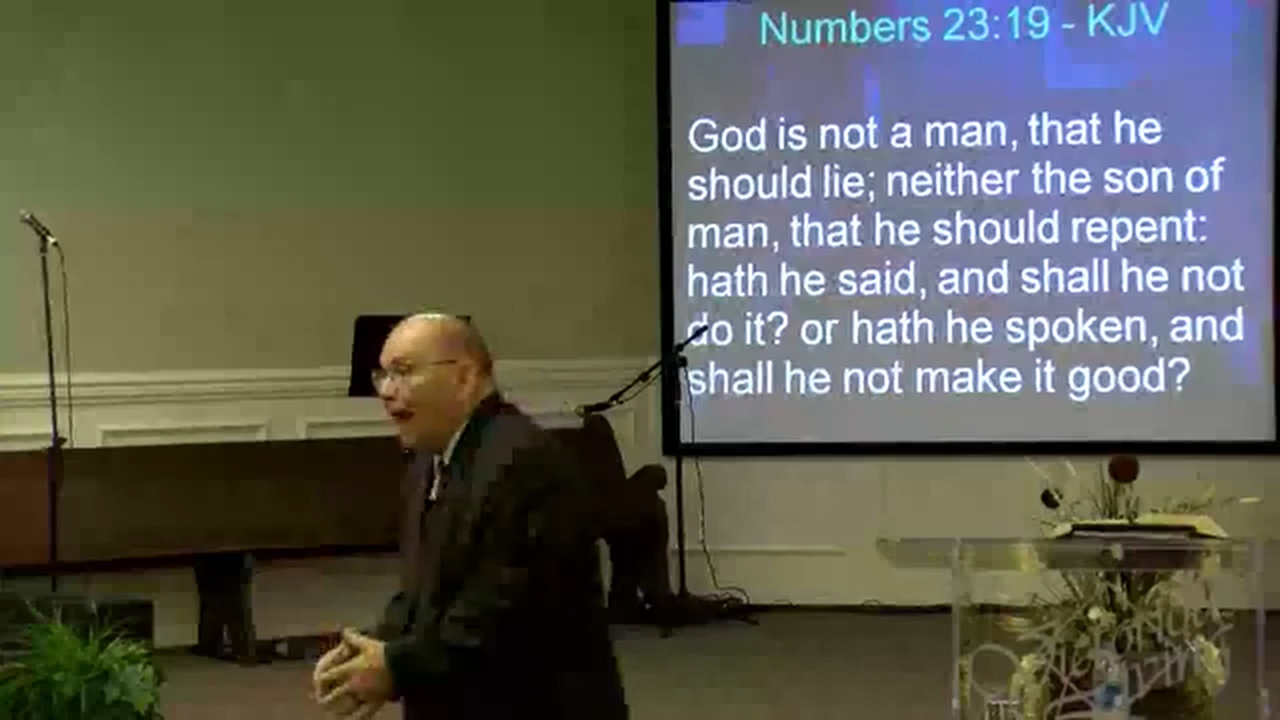 Numbers 23:19 - KJV
God is not a man, that he
should lie; neither the son of
man, that he should repent:
hath he said, and shall he not
do it? or hath he spoken, and
shall he not make it good?